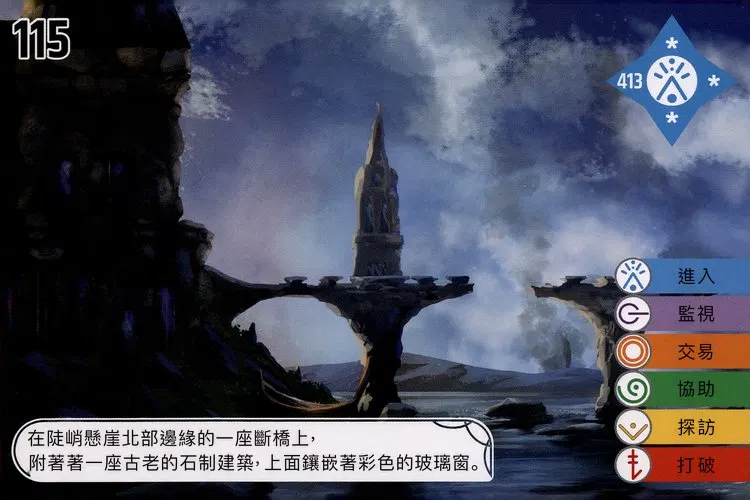 115
*
413 *
*
進入
監視
交易
協助
探訪
打破
在陡峭懸崖北部邊緣的一座斷橋上，
附著著一座古老的石制建築，上面鑲嵌著彩色的玻璃窗。